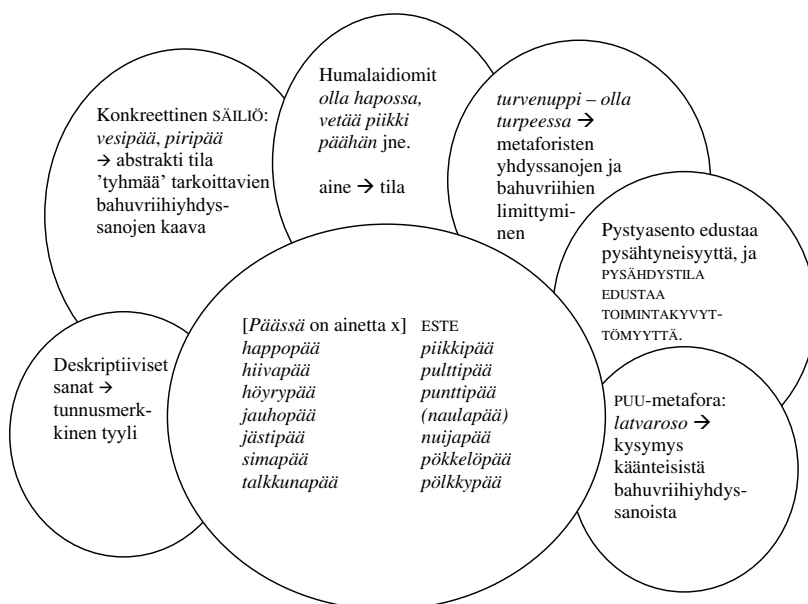 Konkreettinen SÄILIÖ:
vesipää, piripää
→ abstrakti tila
'tyhmää' tarkoittavien
bahuvriihiyhdys-
sanojen kaava
Humalaidiomit
olla hapossa,
vetää piikki
päähän jne.
aine → tila
turvenuppi – olla
turpeessa →
metaforisten
yhdyssanojen ja
bahuvriihien
limittymi-
nen
Pystyasento edustaa
pysähtyneisyyttä, ja
PYSÄHDYSTILA
EDUSTAA
TOIMINTAKYVYT-
TÖMYYTTÄ.
Deskriptiiviset
sanat →
tunnusmerk-
kinen tyyli
[Päässä on ainetta x] ESTE
happopää piikkipää
hiivapää pulttipää
höyrypää punttipää
jauhopää (naulapää)
jästipää nuijapää
simapää pökkelöpää
talkkunapää pölkkypää
PUU-metafora:
latvaroso →
kysymys
käänteisistä
bahuvriihiyhdys-
sanoista